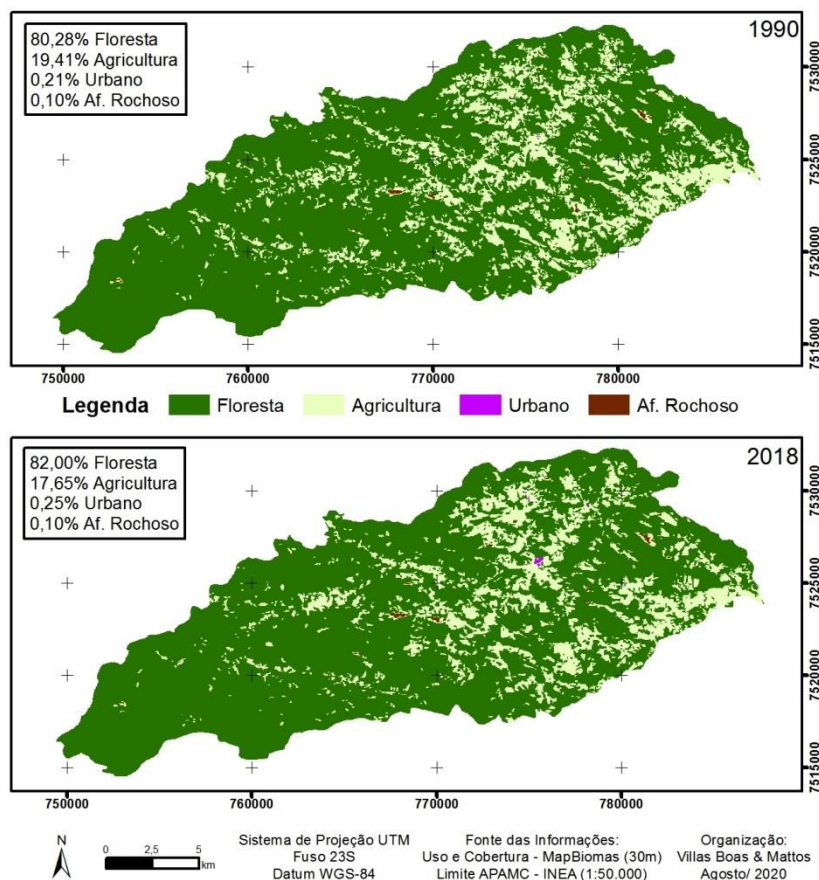 80,28% Floresta
19,41% Agricultura
0,21% Urbano
0,10% Af. Rochoso
1990
7530000
7525000
7520000
7515000
750000 760000 770000 780000
Legenda Floresta Agricultura Urbano Af. Rochoso
82,00% Floresta
17,65% Agricultura
0,25% Urbano
0,10% Af. Rochoso
2018
7530000
7525000
7520000
7515000
750000 760000 770000 780000
N
0 2,5 5
km
Sistema de Projeção UTM
Fuso 23S
Datum WGS-84
Fonte das Informações:
Uso e Cobertura - MapBiomas (30m)
Limite APAMC - INEA (1:50.000)
Organização:
Villas Boas & Mattos
Agosto/ 2020